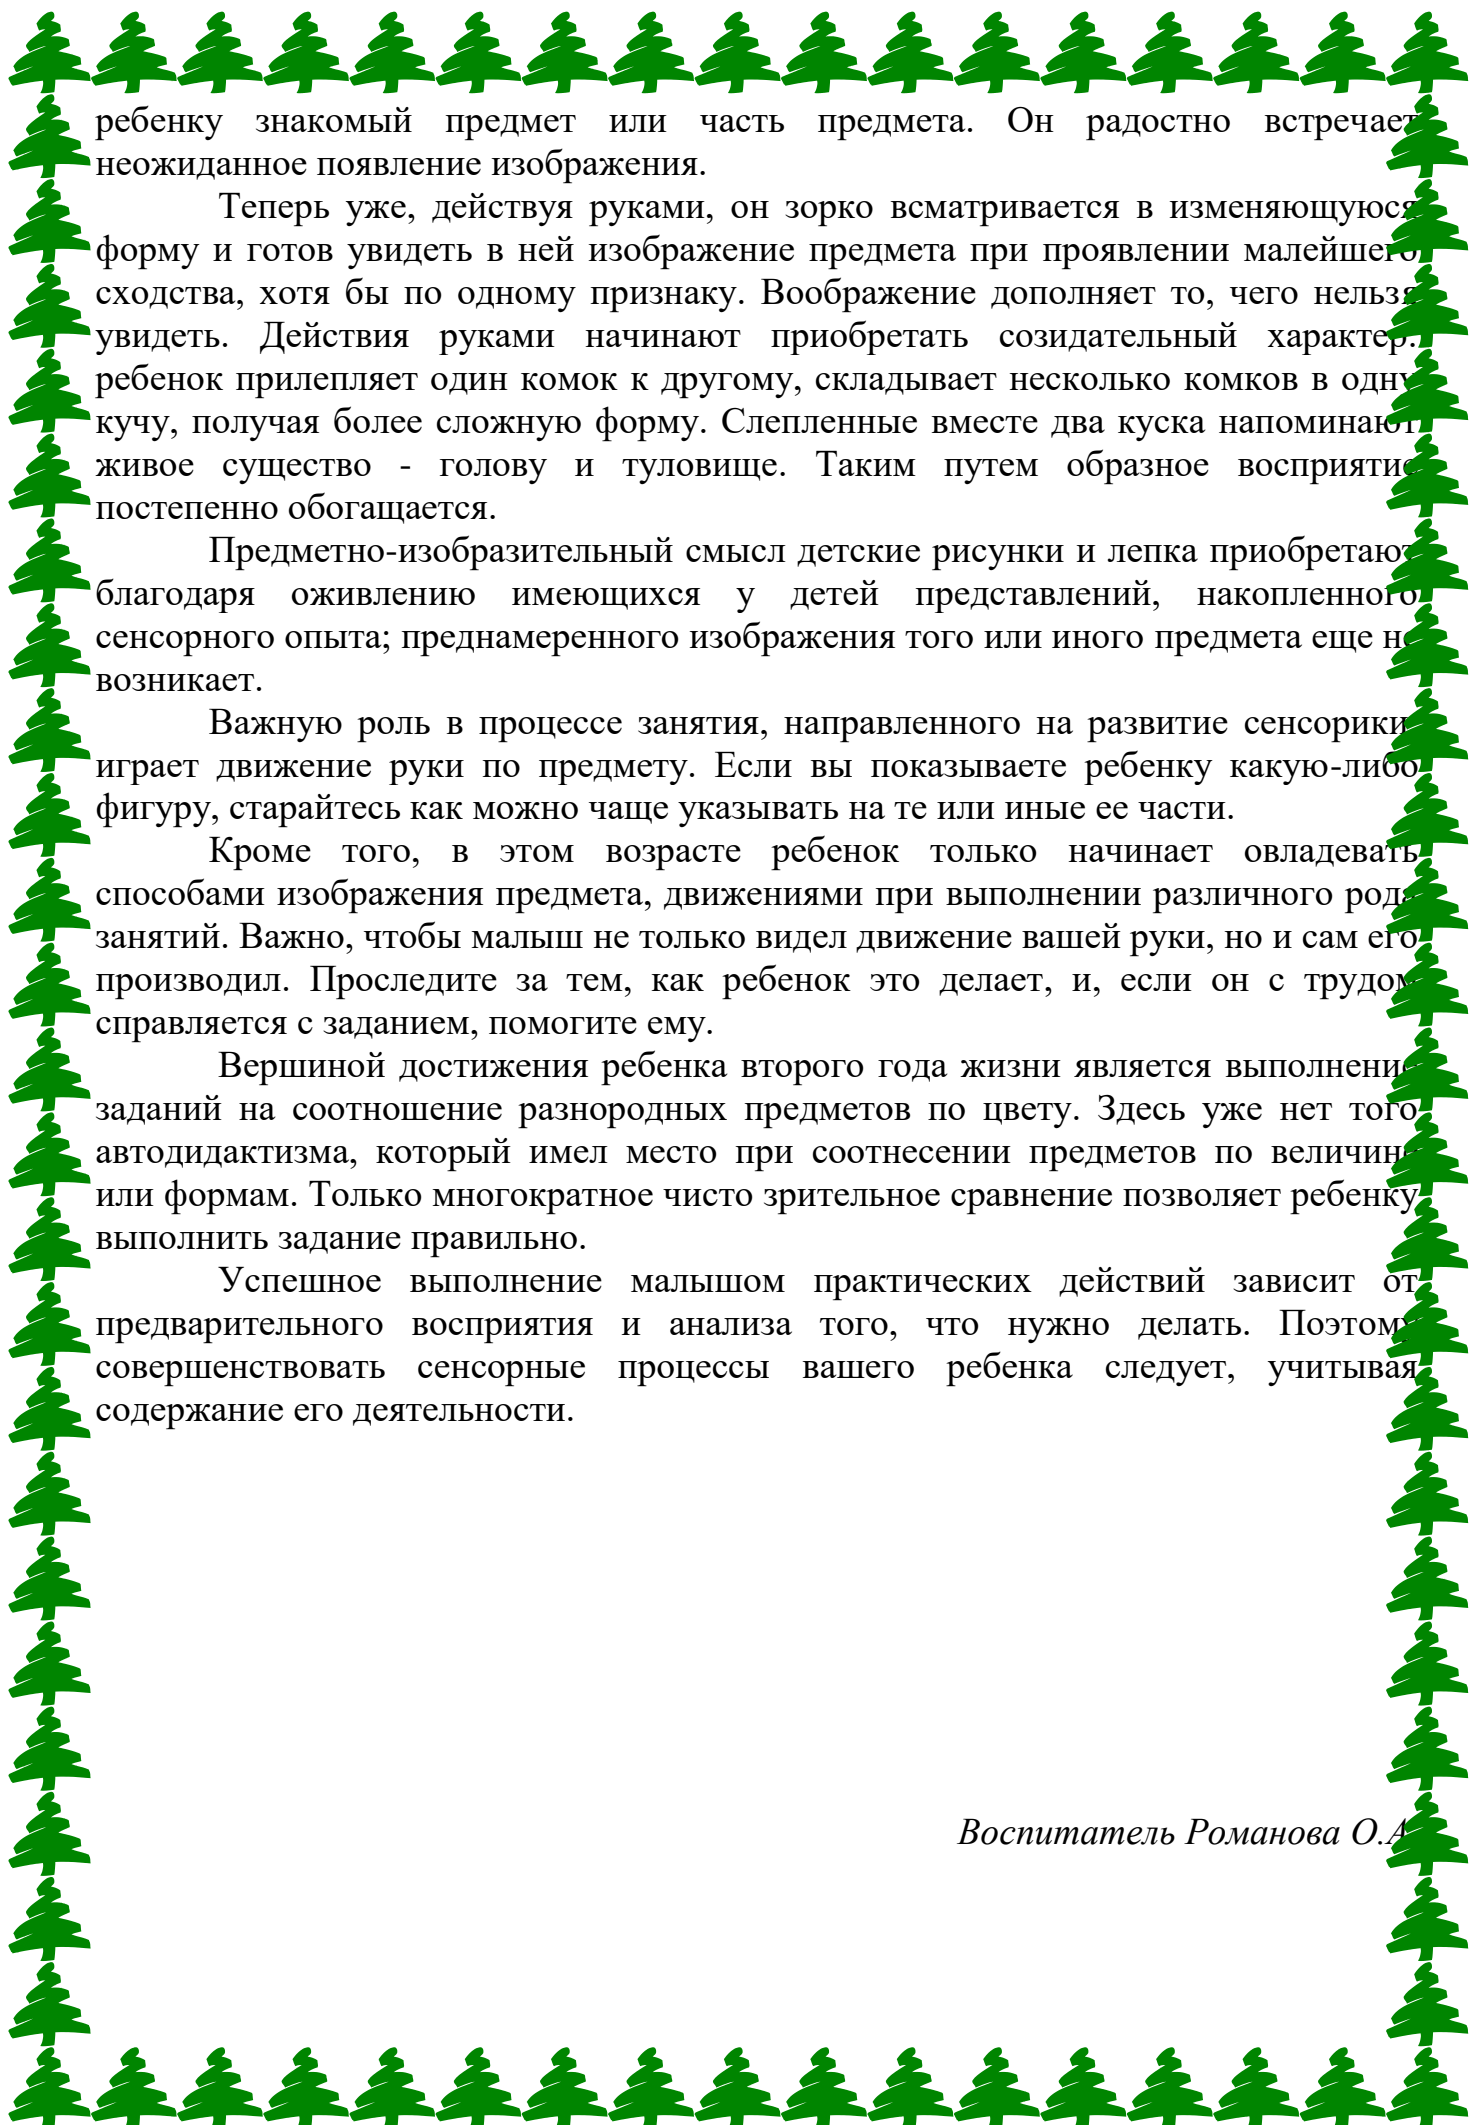 ребенку знакомый предмет или часть предмета. Он радостно встречает
неожиданное появление изображения.
Теперь уже, действуя руками, он зорко всматривается в изменяющуюся
форму и готов увидеть в ней изображение предмета при проявлении малейшего
сходства, хотя бы по одному признаку. Воображение дополняет то, чего нельзя
увидеть. Действия руками начинают приобретать созидательный характер:
ребенок прилепляет один комок к другому, складывает несколько комков в одну
кучу, получая более сложную форму. Слепленные вместе два куска напоминают
живое существо - голову и туловище. Таким путем образное восприятие
постепенно обогащается.
Предметно-изобразительный смысл детские рисунки и лепка приобретают
благодаря оживлению имеющихся у детей представлений, накопленного
сенсорного опыта; преднамеренного изображения того или иного предмета еще не
возникает.
Важную роль в процессе занятия, направленного на развитие сенсорики,
играет движение руки по предмету. Если вы показываете ребенку какую-либо
фигуру, старайтесь как можно чаще указывать на те или иные ее части.
Кроме того, в этом возрасте ребенок только начинает овладевать
способами изображения предмета, движениями при выполнении различного рода
занятий. Важно, чтобы малыш не только видел движение вашей руки, но и сам его
производил. Проследите за тем, как ребенок это делает, и, если он с трудом
справляется с заданием, помогите ему.
Вершиной достижения ребенка второго года жизни является выполнение
заданий на соотношение разнородных предметов по цвету. Здесь уже нет того
автодидактизма, который имел место при соотнесении предметов по величине
или формам. Только многократное чисто зрительное сравнение позволяет ребенку
выполнить задание правильно.
Успешное выполнение малышом практических действий зависит от
предварительного восприятия и анализа того, что нужно делать. Поэтому
совершенствовать сенсорные процессы вашего ребенка следует, учитывая
содержание его деятельности.
Воспитатель Романова О.А